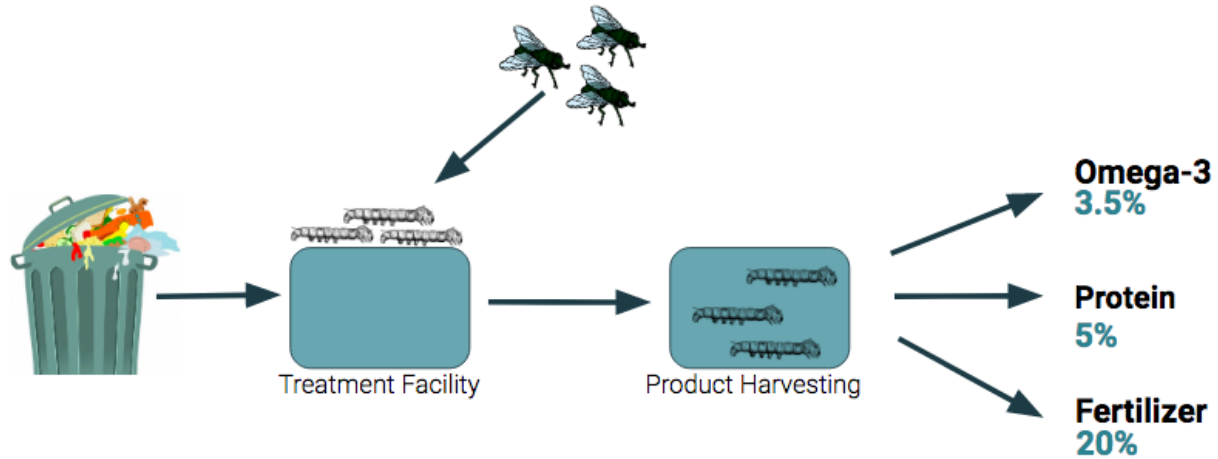 Treatment Facility
Product Harvesting
Omega-3
3.5%
Protein
5%
Fertilizer
20%